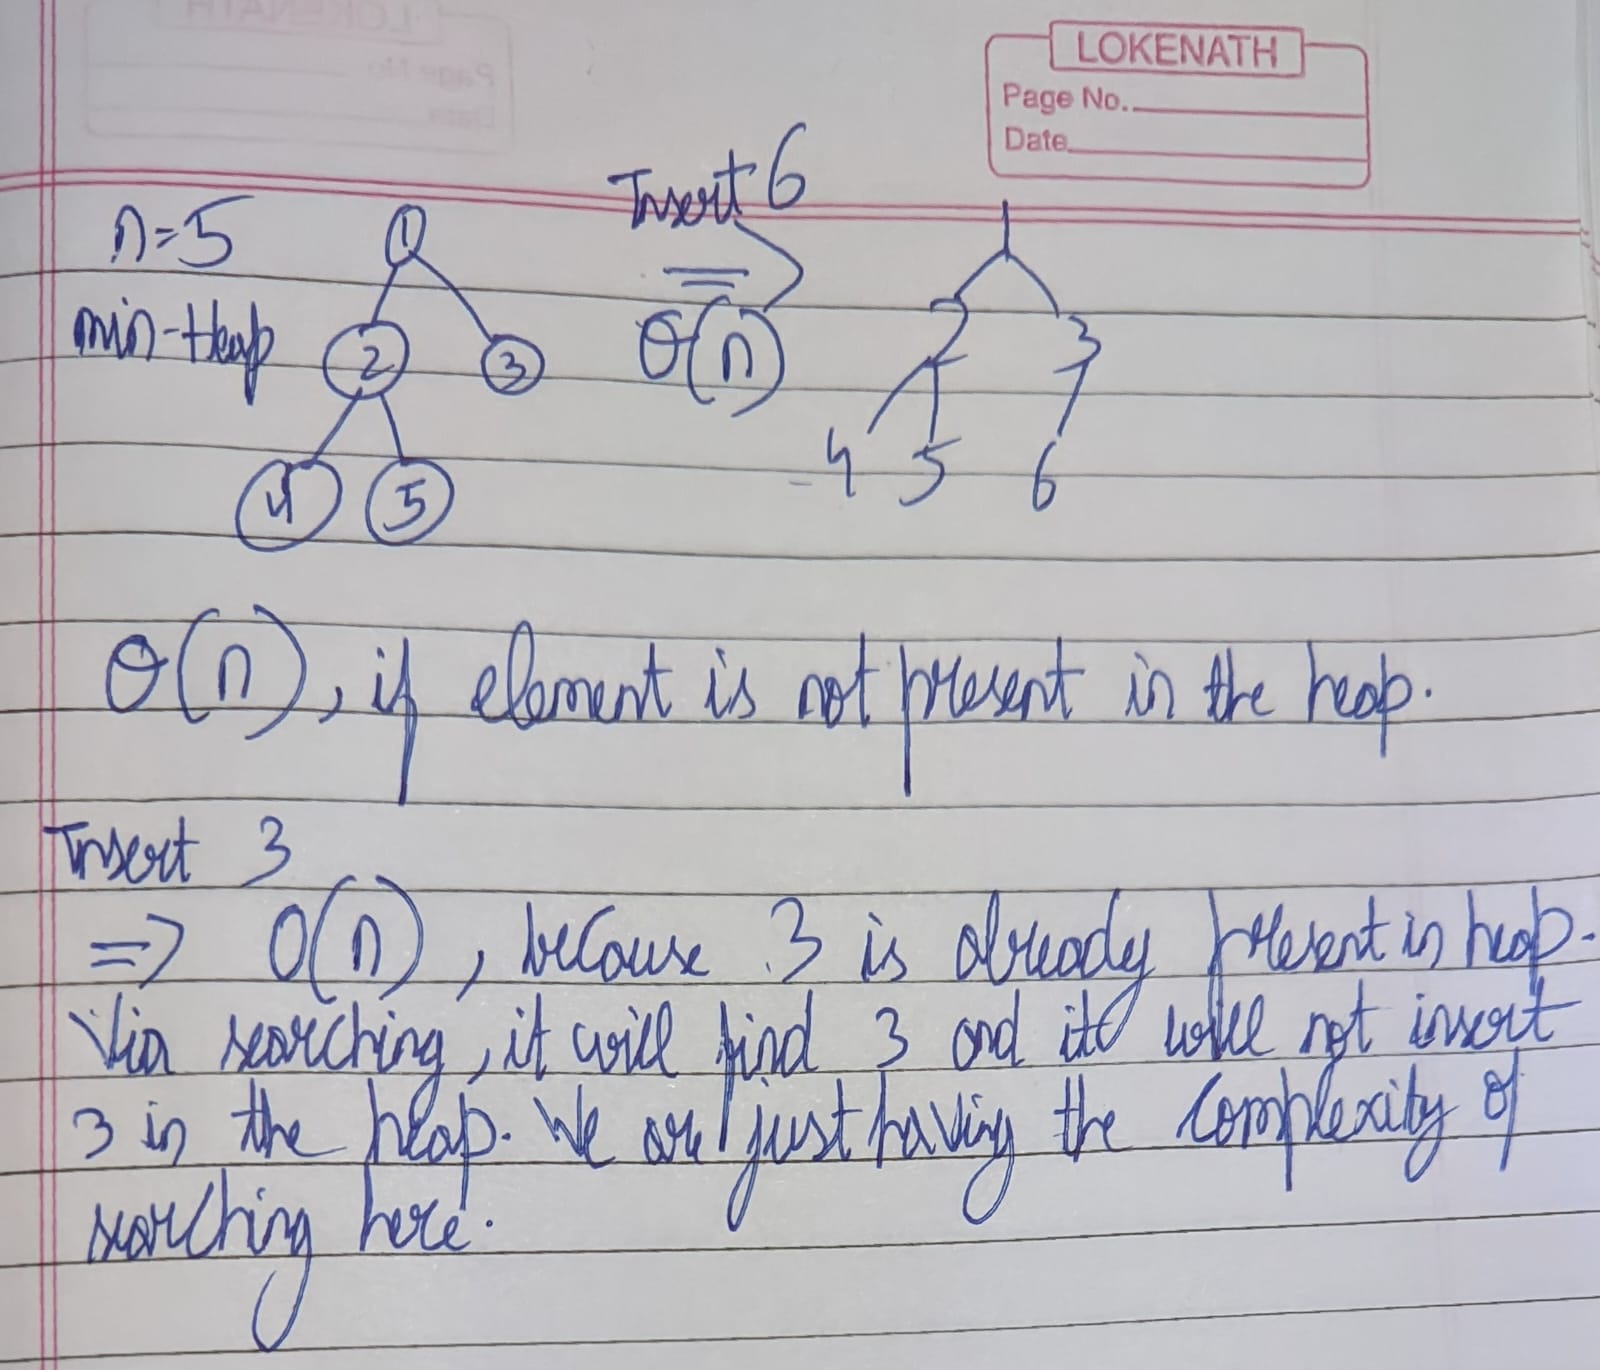 LOKENATH
Page No.
Date
Insert 6
n=5
min-Heap
1
2 3
4 5
=>
θ(n)
1
2 3
4 5 6
θ(n), if element is not present in the heap.
Insert 3
=> O(n), because 3 is already present in heap.
Via searching, it will find 3 and it will not insert
3 in the heap. We are just having the complexity of
searching here.